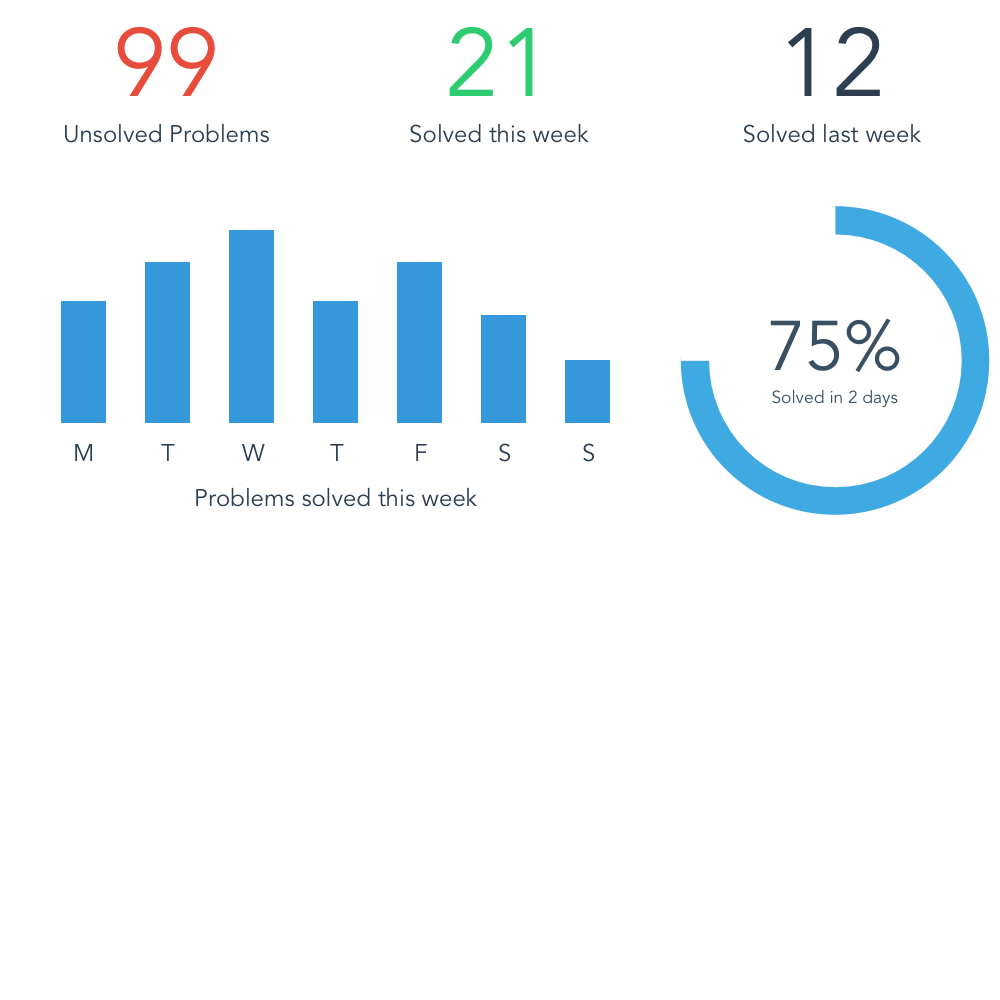 99
21
12
Unsolved Problems
Solved this week
Solved last week
75%
Solved in 2 days
M T W T F S S
Problems solved this week